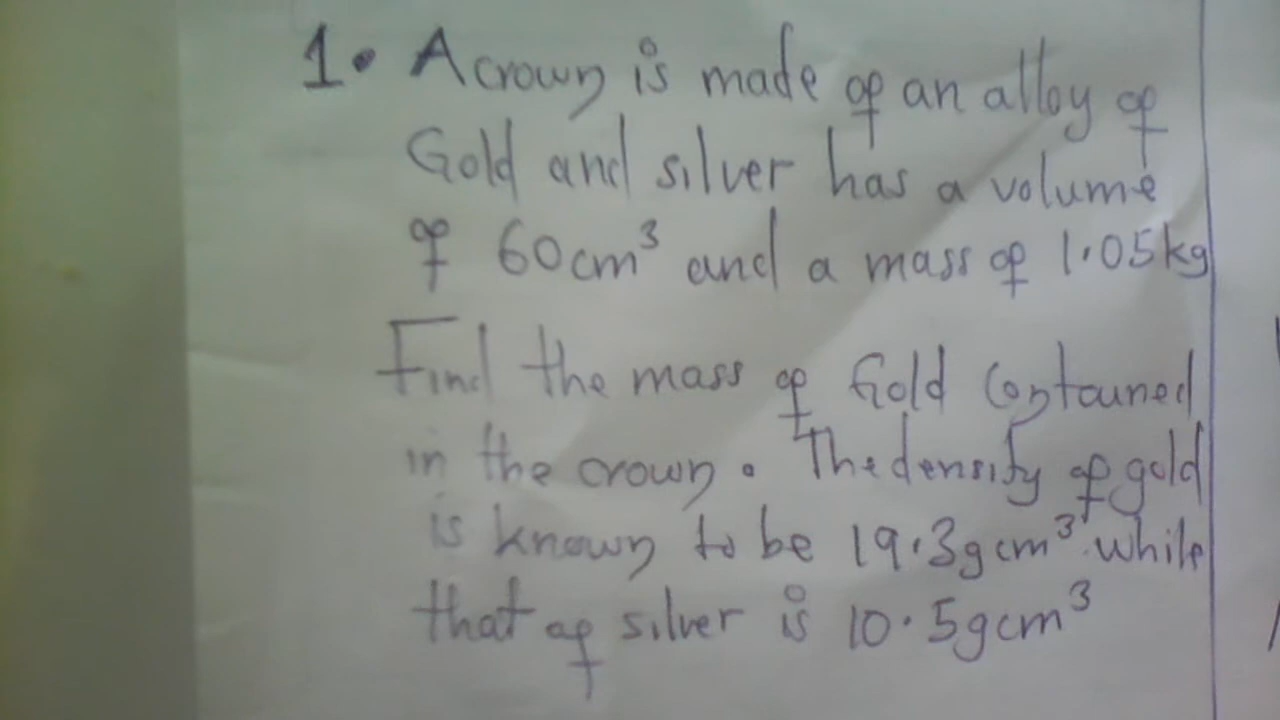 1. A crown is made of an alloy of
Gold and silver has a volume
of 60cm³ and a mass of 1.05kg
Find the mass of Gold Contained
in the crown. The density of gold
is known to be 19.3gcm³ while
that of silver is 10.5gcm³